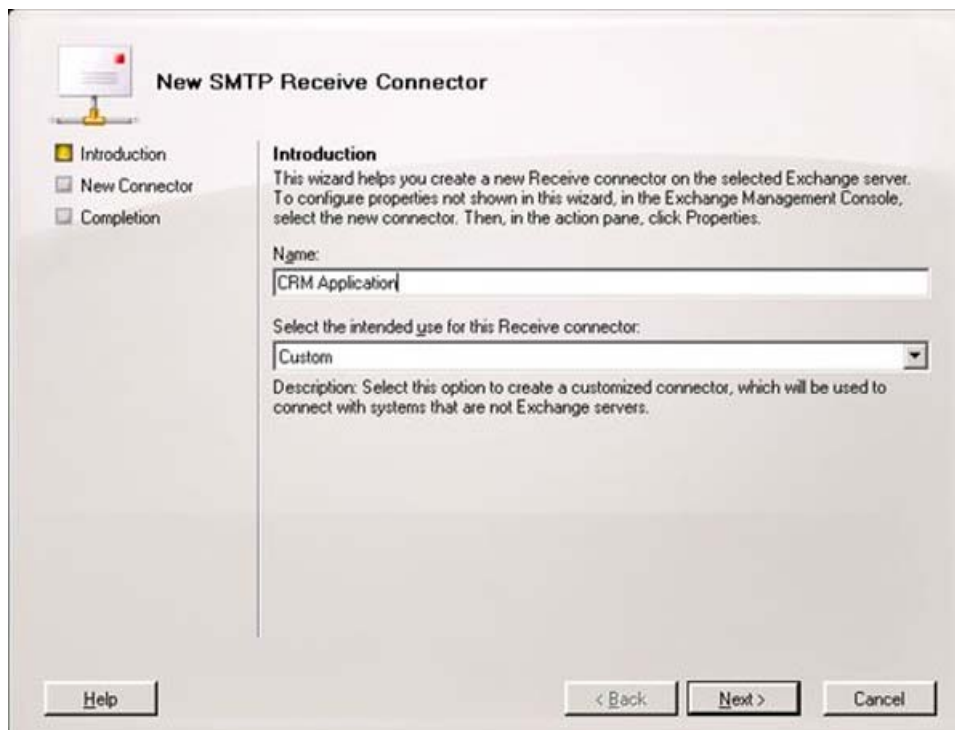 New SMTP Receive Connector
Introduction
New Connector
Completion
Introduction
This wizard helps you create a new Receive connector on the selected Exchange server.
To configure properties not shown in this wizard, in the Exchange Management Console,
select the new connector. Then, in the action pane, click Properties.
Name:
CRM Application
Select the intended use for this Receive connector:
Custom
Description: Select this option to create a customized connector, which will be used to
connect with systems that are not Exchange servers.
Help
< Back
Next >
Cancel